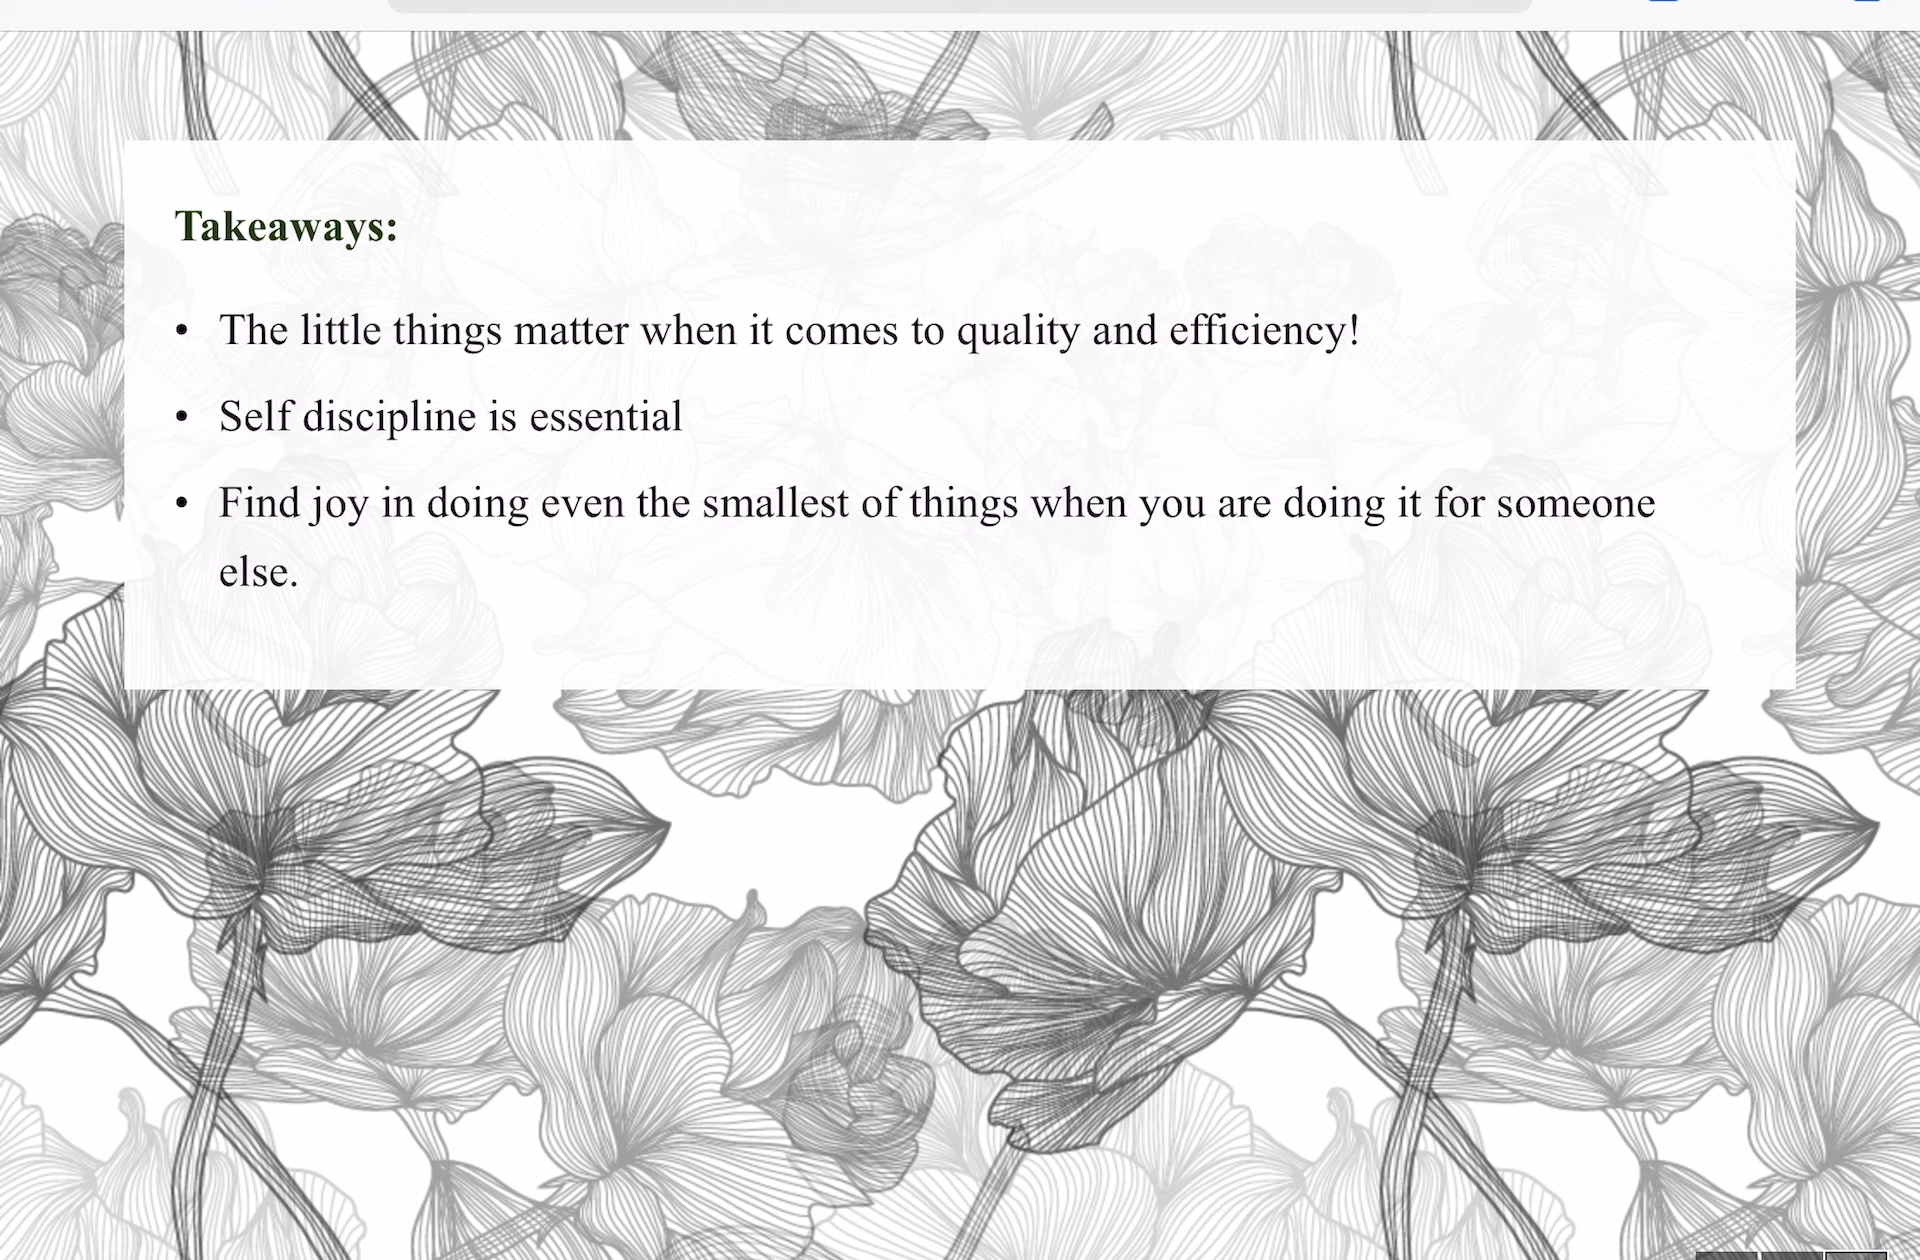 Takeaways:
• The little things matter when it comes to quality and efficiency!
• Self discipline is essential
• Find joy in doing even the smallest of things when you are doing it for someone
else.